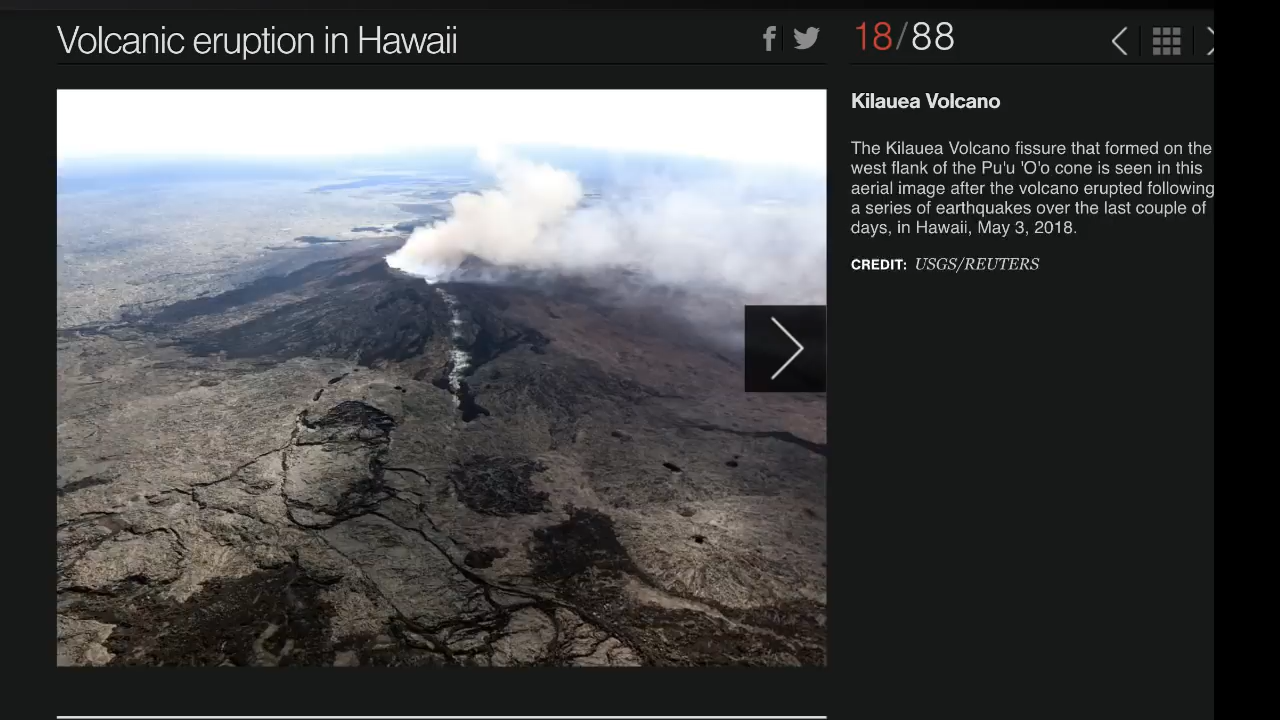 Volcanic eruption in Hawaii
18/88
Kilauea Volcano
The Kilauea Volcano fissure that formed on the
west flank of the Pu'u 'O'o cone is seen in this
aerial image after the volcano erupted following
a series of earthquakes over the last couple of
days, in Hawaii, May 3, 2018.
CREDIT: USGS/REUTERS